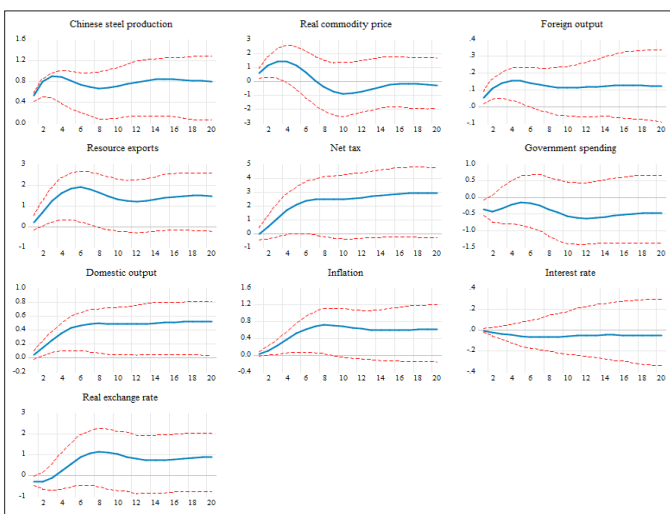 Chinese steel production
Real commodity price
Foreign output
1.6
1.2
0.8
0.4
0.0
2 4 6 8 10 12 14 16 18 20
3
2
1
0
-1
-2
-3
2 4 6 8 10 12 14 16 18 20
.4
.3
.2
.1
.0
-.1
2 4 6 8 10 12 14 16 18 20
Resource exports
Net tax
Government spending
3
2
1
0
-1
2 4 6 8 10 12 14 16 18 20
5
4
3
2
1
0
-1
2 4 6 8 10 12 14 16 18 20
1.0
0.5
0.0
-0.5
-1.0
-1.5
2 4 6 8 10 12 14 16 18 20
Domestic output
Inflation
Interest rate
1.0
0.8
0.6
0.4
0.2
0.0
-0.2
2 4 6 8 10 12 14 16 18 20
1.6
1.2
0.8
0.4
0.0
-0.4
2 4 6 8 10 12 14 16 18 20
.4
.2
.0
-.2
-.4
2 4 6 8 10 12 14 16 18 20
Real exchange rate
3
2
1
0
-1
2 4 6 8 10 12 14 16 18 20